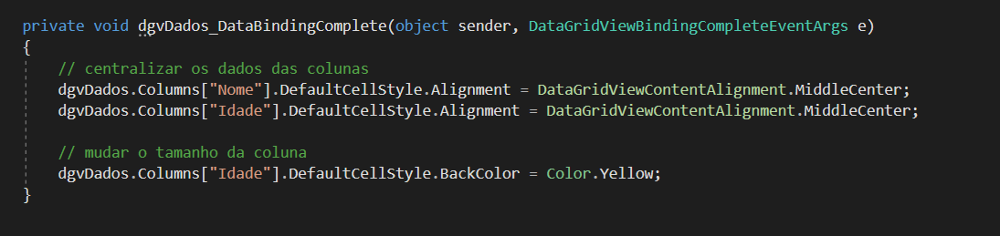 private void dgvDados_DataBindingComplete(object sender, DataGridViewBindingCompleteEventArgs e)
{
// centralizar os dados das colunas
dgvDados.Columns["Nome"].DefaultCellStyle.Alignment = DataGridViewContentAlignment.MiddleCenter;
dgvDados.Columns["Idade"].DefaultCellStyle.Alignment = DataGridViewContentAlignment.MiddleCenter;
// mudar o tamanho da coluna
dgvDados.Columns["Idade"].DefaultCellStyle.BackColor = Color.Yellow;
}